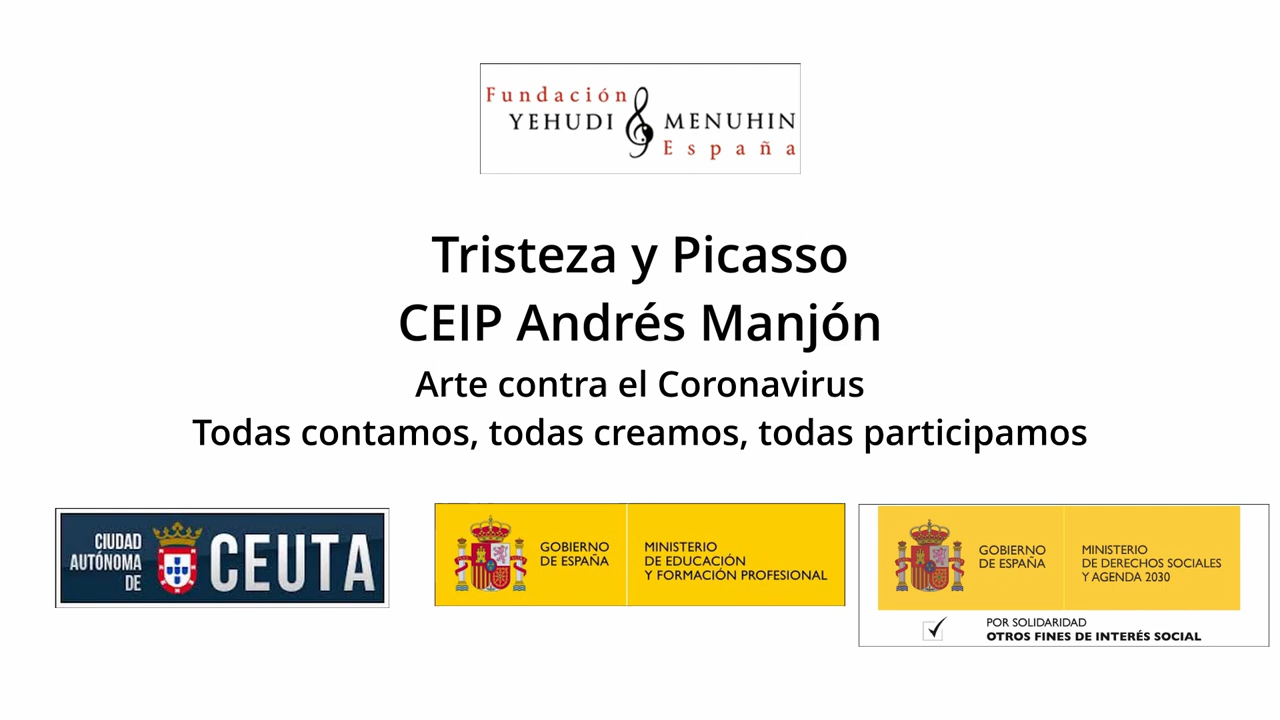 Fundación
YEHUDI MENUHIN
España
Tristeza y Picasso
CEIP Andrés Manjón
Arte contra el Coronavirus
Todas contamos, todas creamos, todas participamos
CIUDAD
AUTÓNOMA
DE
CEUTA
GOBIERNO
DE ESPAÑA
MINISTERIO
DE EDUCACIÓN
Y FORMACIÓN PROFESIONAL
GOBIERNO
DE ESPAÑA
MINISTERIO
DE DERECHOS SOCIALES
Y AGENDA 2030
POR SOLIDARIDAD
OTROS FINES DE INTERÉS SOCIAL